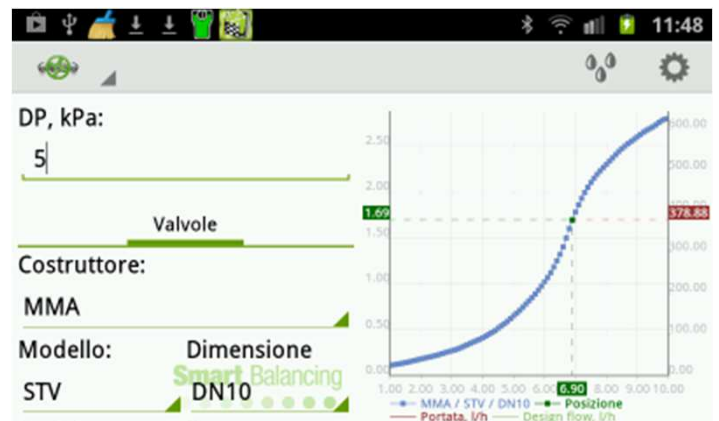 11:48
DP, kPa:
5
Valvole
Costruttore:
MMA
Modello: Dimensione
STV DN10
Smart Balancing
2.50
2.00
1.69
1.50
1.00
0.50
0.00
600.00
500.00
378.88
300.00
200.00
100.00
0.00
1.00 2.00 3.00 4.00 5.00 6.00 6.90 8.00 9.00 10.00
MMA / STV / DN10 Posizione
Portata, l/h Design flow, l/h